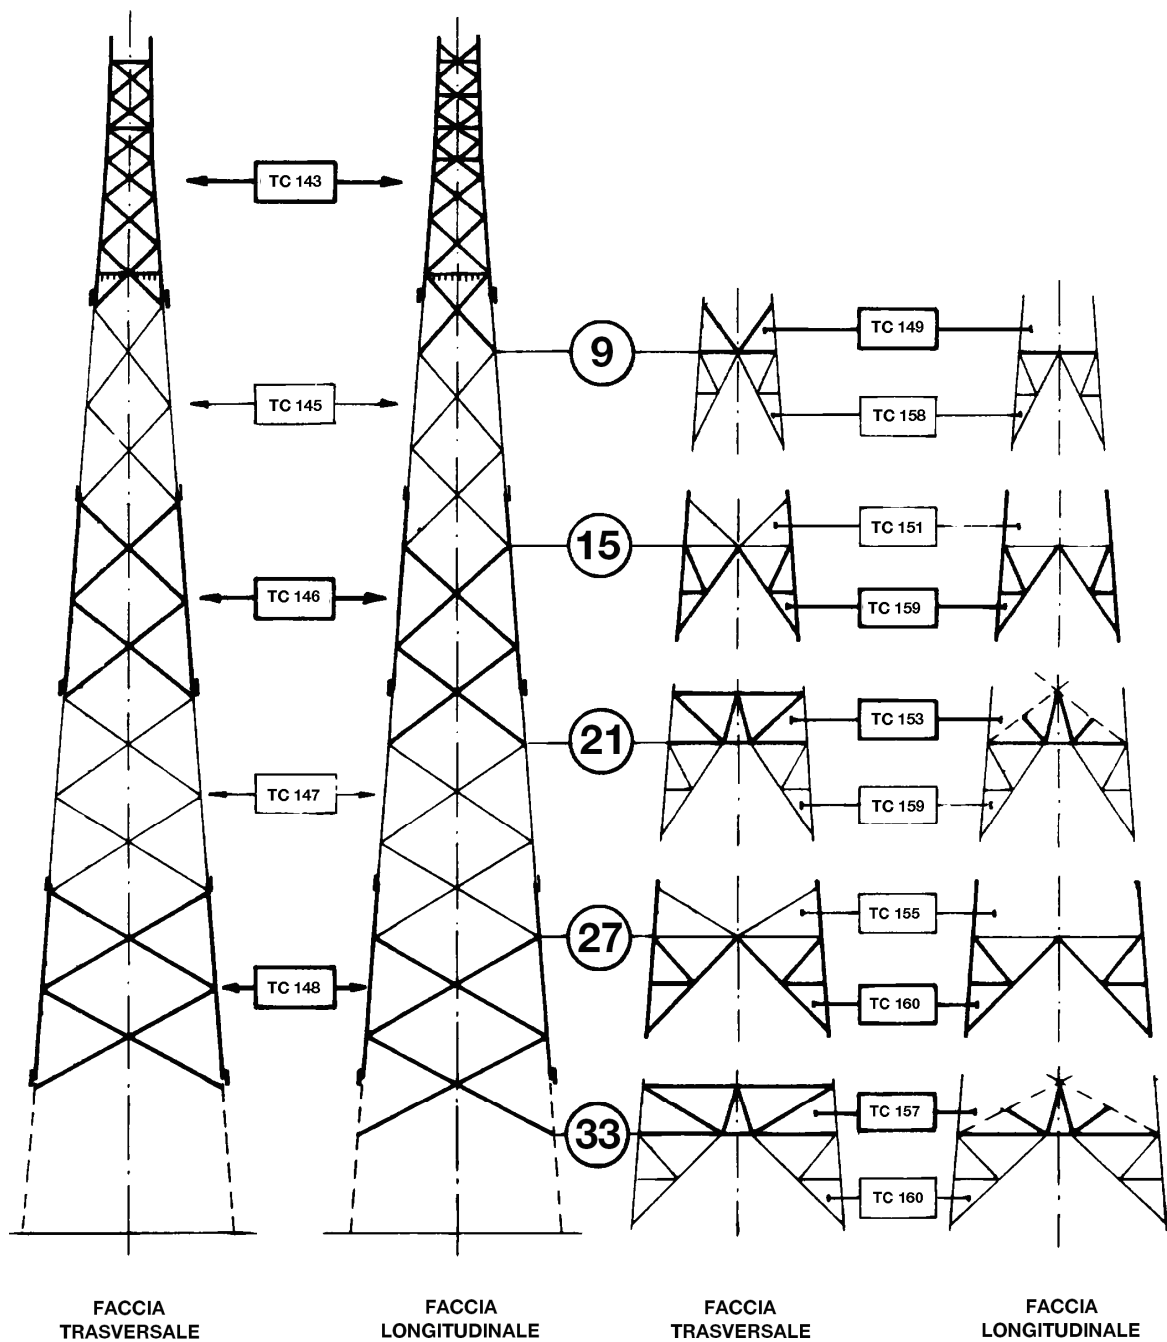 TC 143
TC 145
TC 146
TC 147
TC 148
9
15
21
27
33
TC 149
TC 158
TC 151
TC 159
TC 153
TC 159
TC 155
TC 160
TC 157
TC 160
FACCIA
TRASVERSALE
FACCIA
LONGITUDINALE
FACCIA
TRASVERSALE
FACCIA
LONGITUDINALE